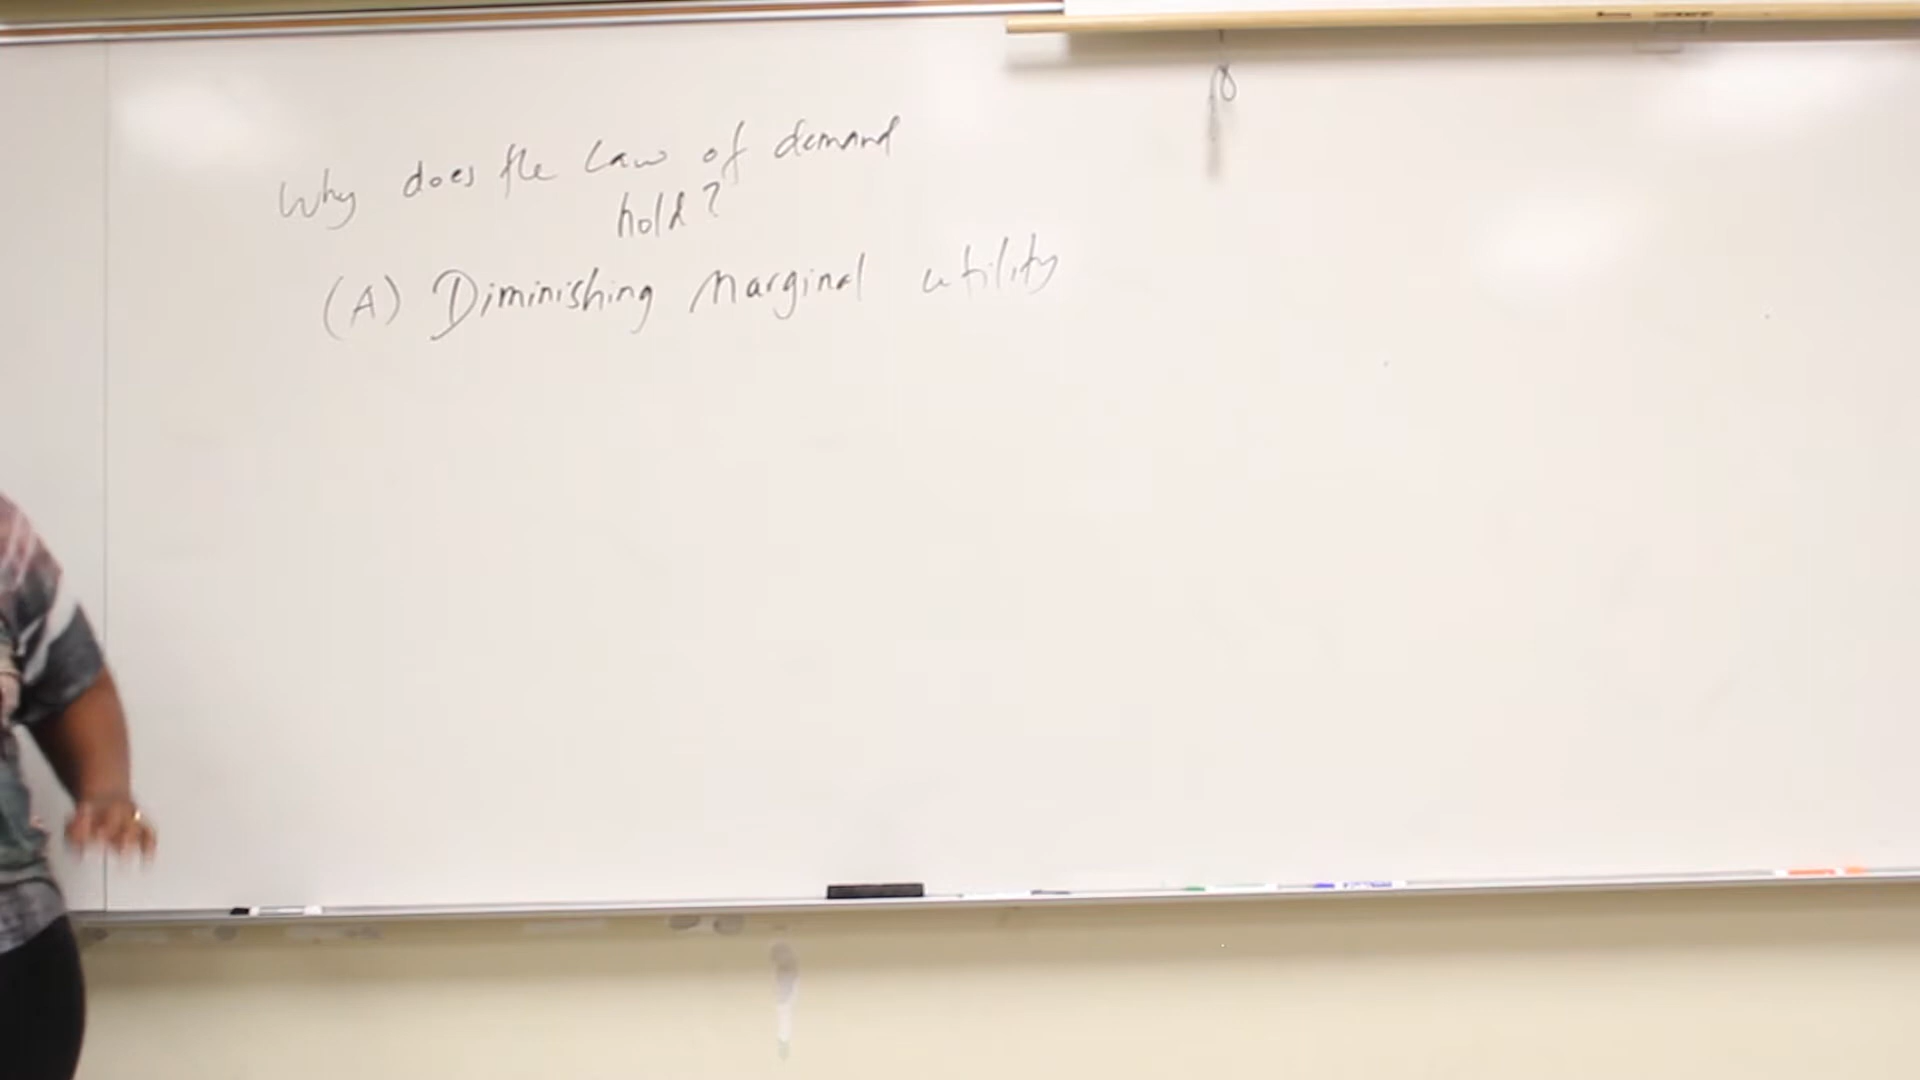 Why does the Law of demand
hold?
(A) Diminishing Marginal utility